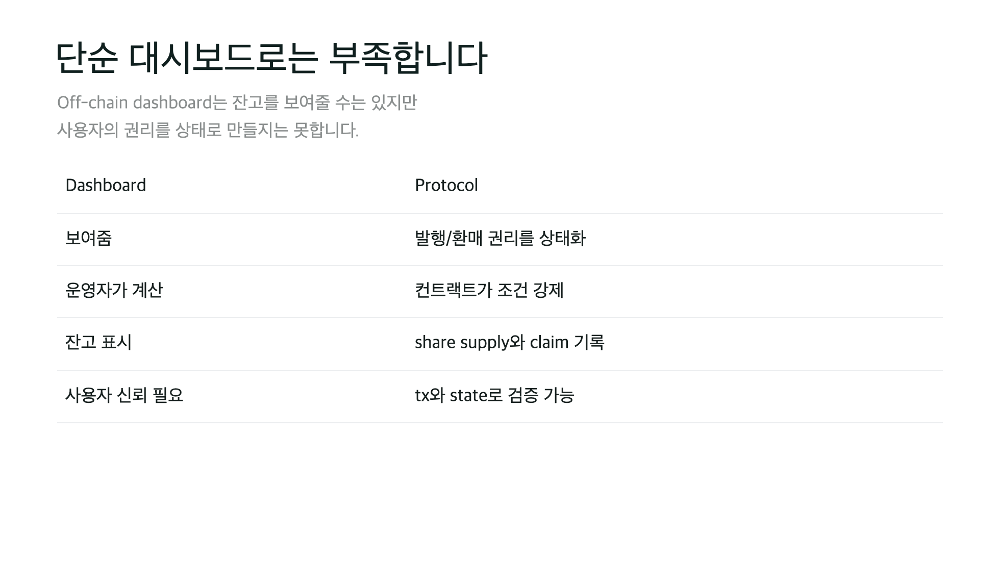 단순 대시보드로는 부족합니다
Off-chain dashboard는 잔고를 보여줄 수는 있지만
사용자의 권리를 상태로 만들지는 못합니다.
Dashboard Protocol
보여줌 발행/환매 권리를 상태화
운영자가 계산 컨트랙트가 조건 강제
잔고 표시 share supply와 claim 기록
사용자 신뢰 필요 tx와 state로 검증 가능